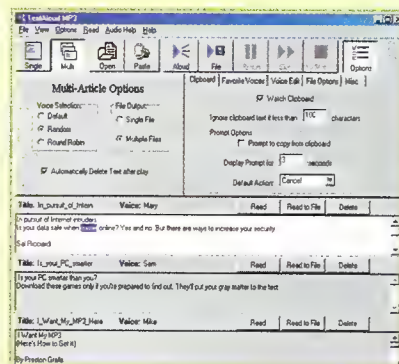 TextAloud MP3
File View Options Read Audio Help Help
Single Multi Open Paste Aloud File Options
Multi-Article Options
Voice Selection
Default
Random
Round Robin
File Output
Single File
Multiple Files
Automatically Delete Text after play
Clipboard Favorite Voices Voice Edit File Options Misc
Watch Clipboard
Ignore clipboard text if less than 100 characters
Prompt Options
Prompt to copy from clipboard
Display Prompt for 3 seconds
Default Action: Cancel
Title: In_pursuit_of_Intern Voice: Mary Read Read to File Delete
In pursuit of Internet intruders
Is your data safe when online? Yes and no. But there are ways to increase your security
Sal Ricciardi
Title: Is_your_PC_smarter Voice: Sam Read Read to File Delete
Is your PC smarter than you?
Download these games only if you're prepared to find out. They'll put your gray matter to the test
Title: I_Want_My_MP3_Here Voice: Mike Read Read to File Delete
I Want My MP3
(Here's How to Get It)
By Preston Gralla